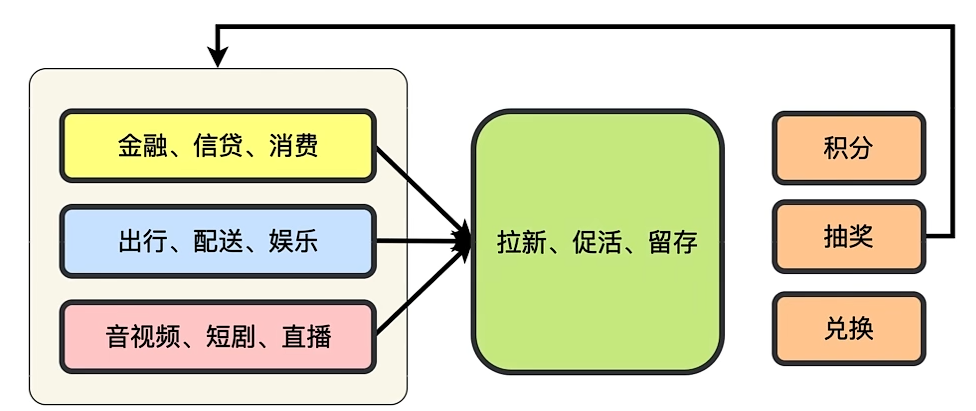 金融、信贷、消费
出行、配送、娱乐
音视频、短剧、直播
拉新、促活、留存
积分
抽奖
兑换